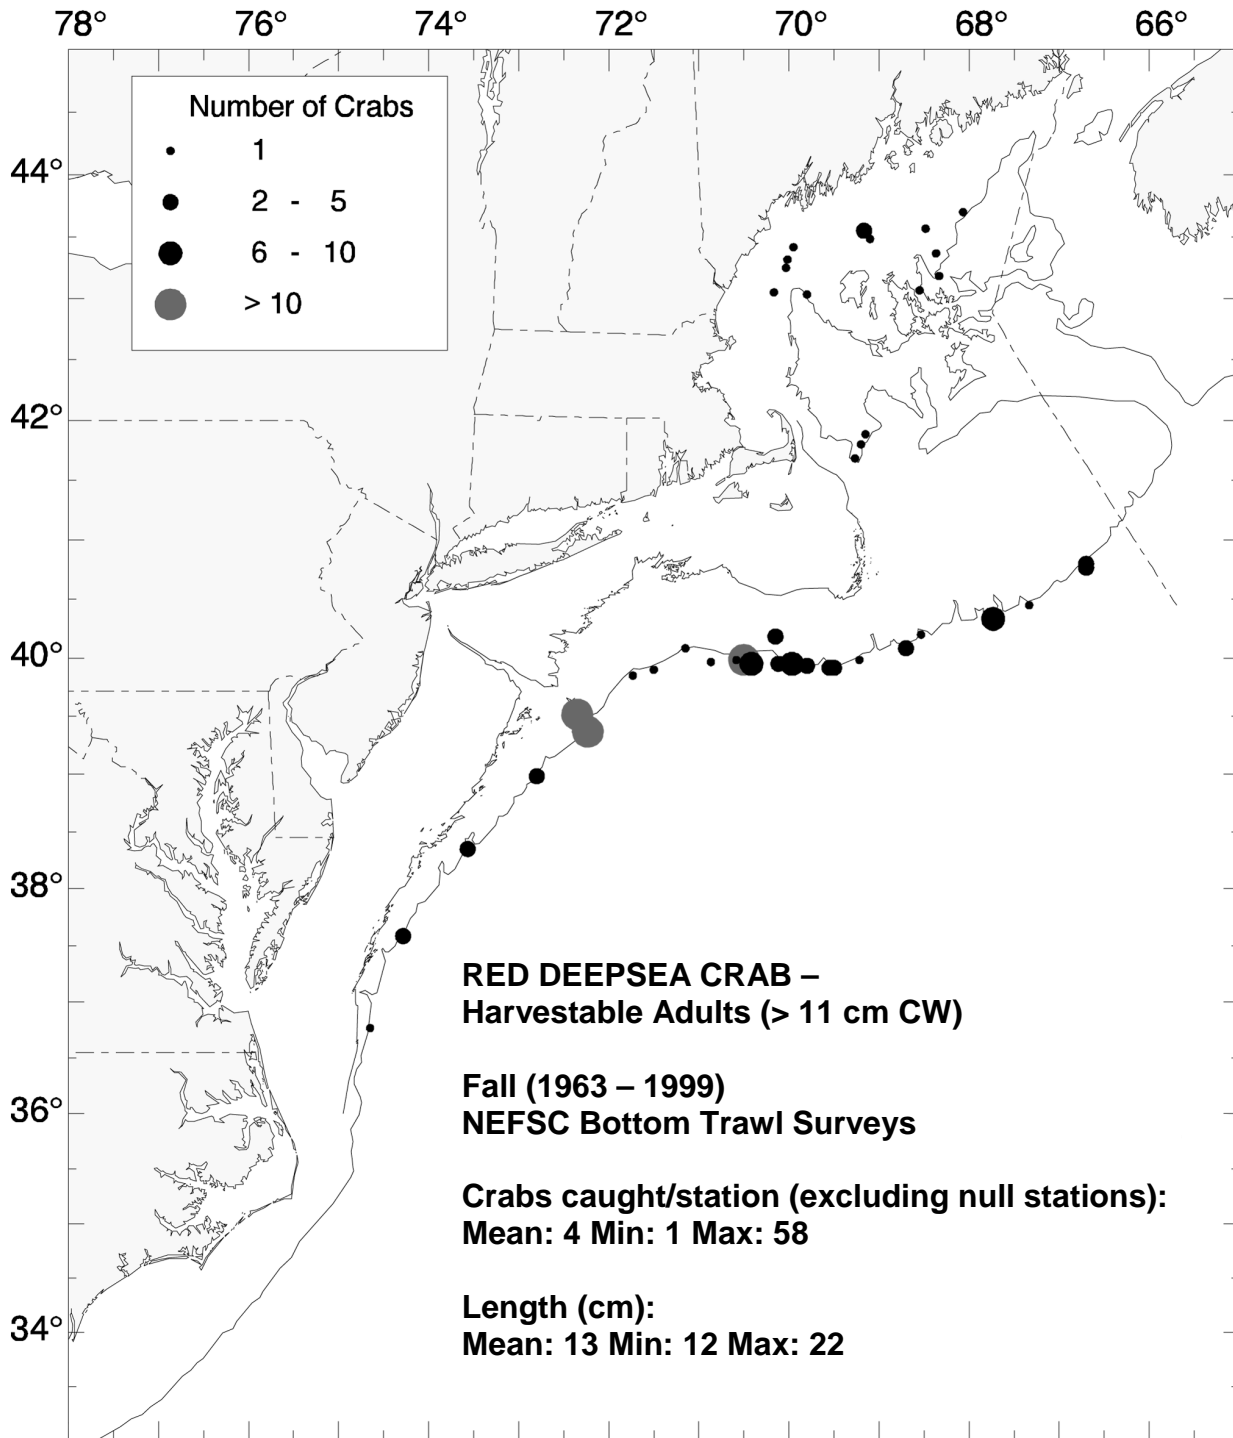 78° 76° 74° 72° 70° 68° 66°
Number of Crabs
1
2 - 5
6 - 10
> 10
44°
42°
40°
38°
36°
34°
RED DEEPSEA CRAB –
Harvestable Adults (> 11 cm CW)
Fall (1963 – 1999)
NEFSC Bottom Trawl Surveys
Crabs caught/station (excluding null stations):
Mean: 4 Min: 1 Max: 58
Length (cm):
Mean: 13 Min: 12 Max: 22